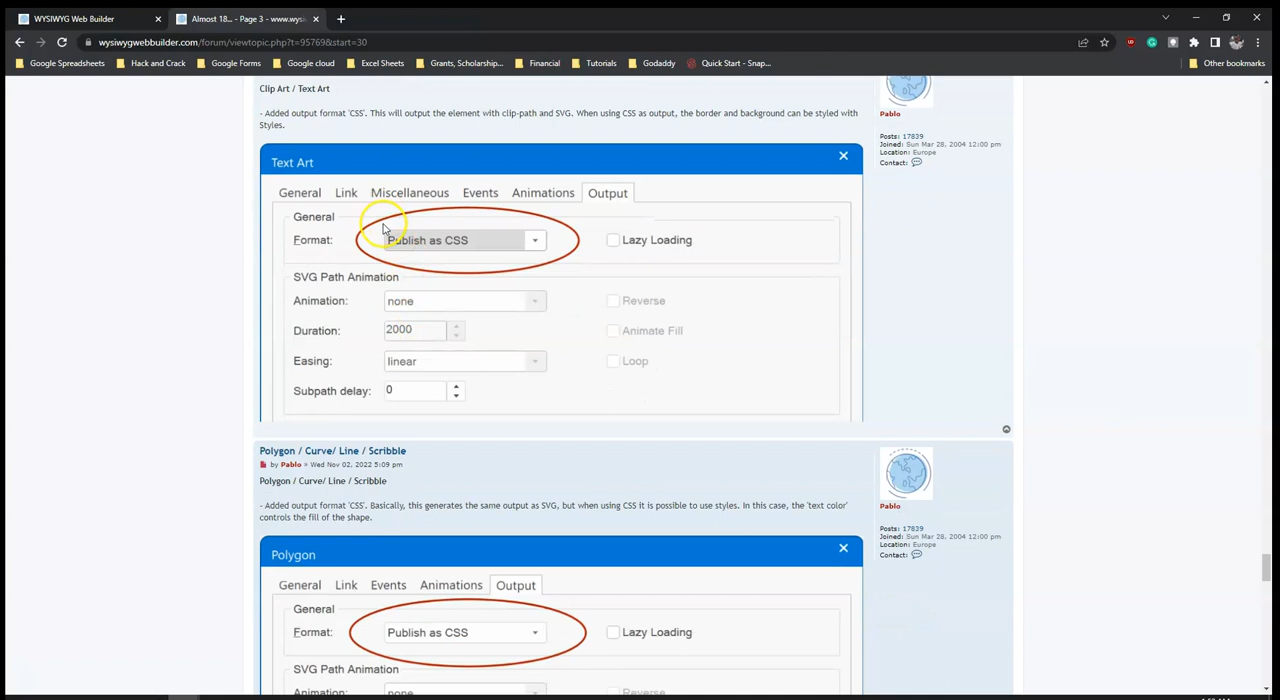 WYSIWYG Web Builder
Almost 18... - Page 3 - www.wysi
wysiwygwebbuilder.com/forum/viewtopic.php?t=95769&start=30
Google Spreadsheets
Hack and Crack
Google Forms
Google cloud
Excel Sheets
Grants, Scholarship...
Financial
Tutorials
Godaddy
Quick Start - Snap...
Other bookmarks
Clip Art / Text Art
- Added output format 'CSS'. This will output the element with clip-path and SVG. When using CSS as output, the border and background can be styled with
Styles.
Pablo
Posts: 17839
Joined: Sun Mar 28, 2004 12:00 pm
Location: Europe
Contact:
Text Art
General Link Miscellaneous Events Animations Output
General
Format: Publish as CSS Lazy Loading
SVG Path Animation
Animation: none Reverse
Duration: 2000 Animate Fill
Easing: linear Loop
Subpath delay: 0
Polygon / Curve/ Line / Scribble
by Pablo » Wed Nov 02, 2022 5:09 pm
Polygon / Curve/ Line / Scribble
- Added output format 'CSS'. Basically, this generates the same output as SVG, but when using CSS it is possible to use styles. In this case, the 'text color'
controls the fill of the shape.
Pablo
Posts: 17839
Joined: Sun Mar 28, 2004 12:00 pm
Location: Europe
Contact:
Polygon
General Link Events Animations Output
General
Format: Publish as CSS Lazy Loading
SVG Path Animation
Animation: none Reverse